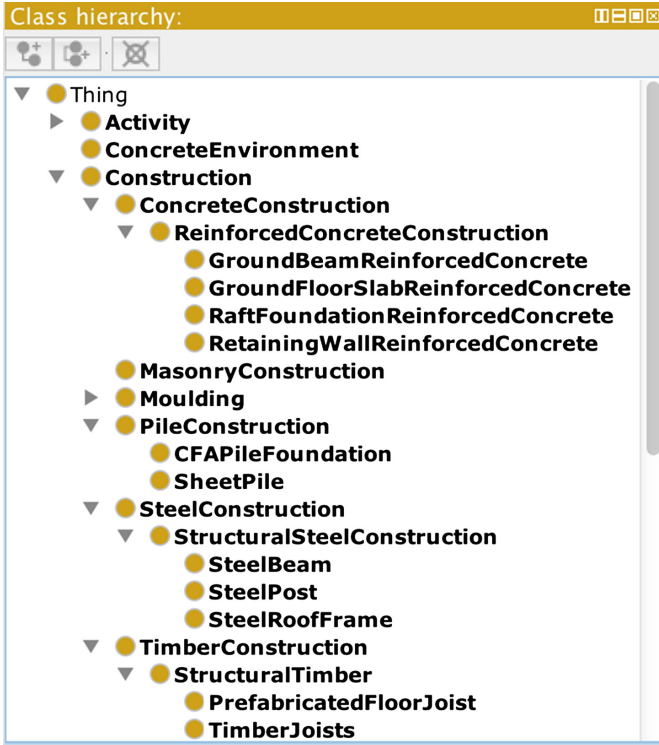 Class hierarchy:
Thing
Activity
ConcreteEnvironment
Construction
ConcreteConstruction
ReinforcedConcreteConstruction
GroundBeamReinforcedConcrete
GroundFloorSlabReinforcedConcrete
RaftFoundationReinforcedConcrete
RetainingWallReinforcedConcrete
MasonryConstruction
Moulding
PileConstruction
CFAPileFoundation
SheetPile
SteelConstruction
StructuralSteelConstruction
SteelBeam
SteelPost
SteelRoofFrame
TimberConstruction
StructuralTimber
PrefabricatedFloorJoist
TimberJoists